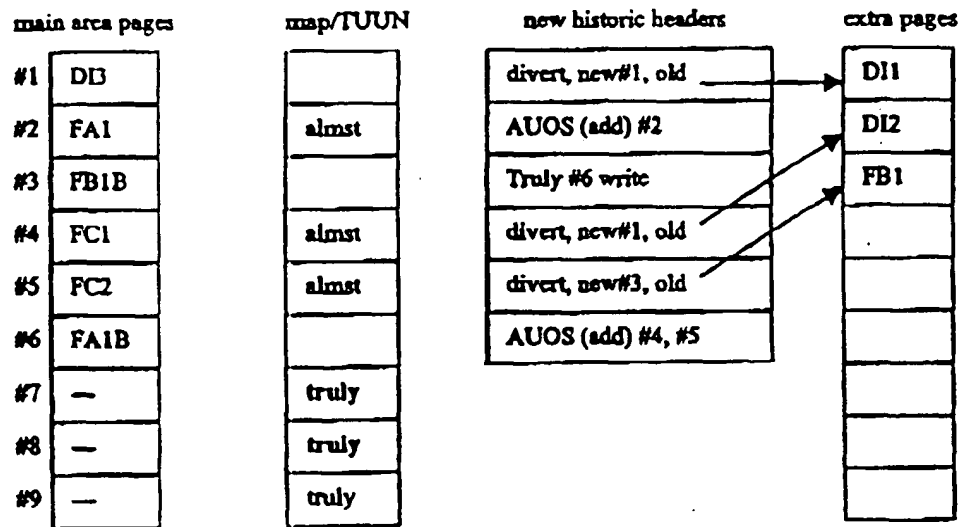 main area pages map/TUUN new historic headers extra pages
#1 DI3 divert, new#1, old DI1
#2 FA1 almst AUOS (add) #2 DI2
#3 FB1B Truly #6 write FB1
#4 FC1 almst divert, new#1, old
#5 FC2 almst divert, new#3, old
#6 FA1B AUOS (add) #4, #5
#7 — truly
#8 — truly
#9 — truly